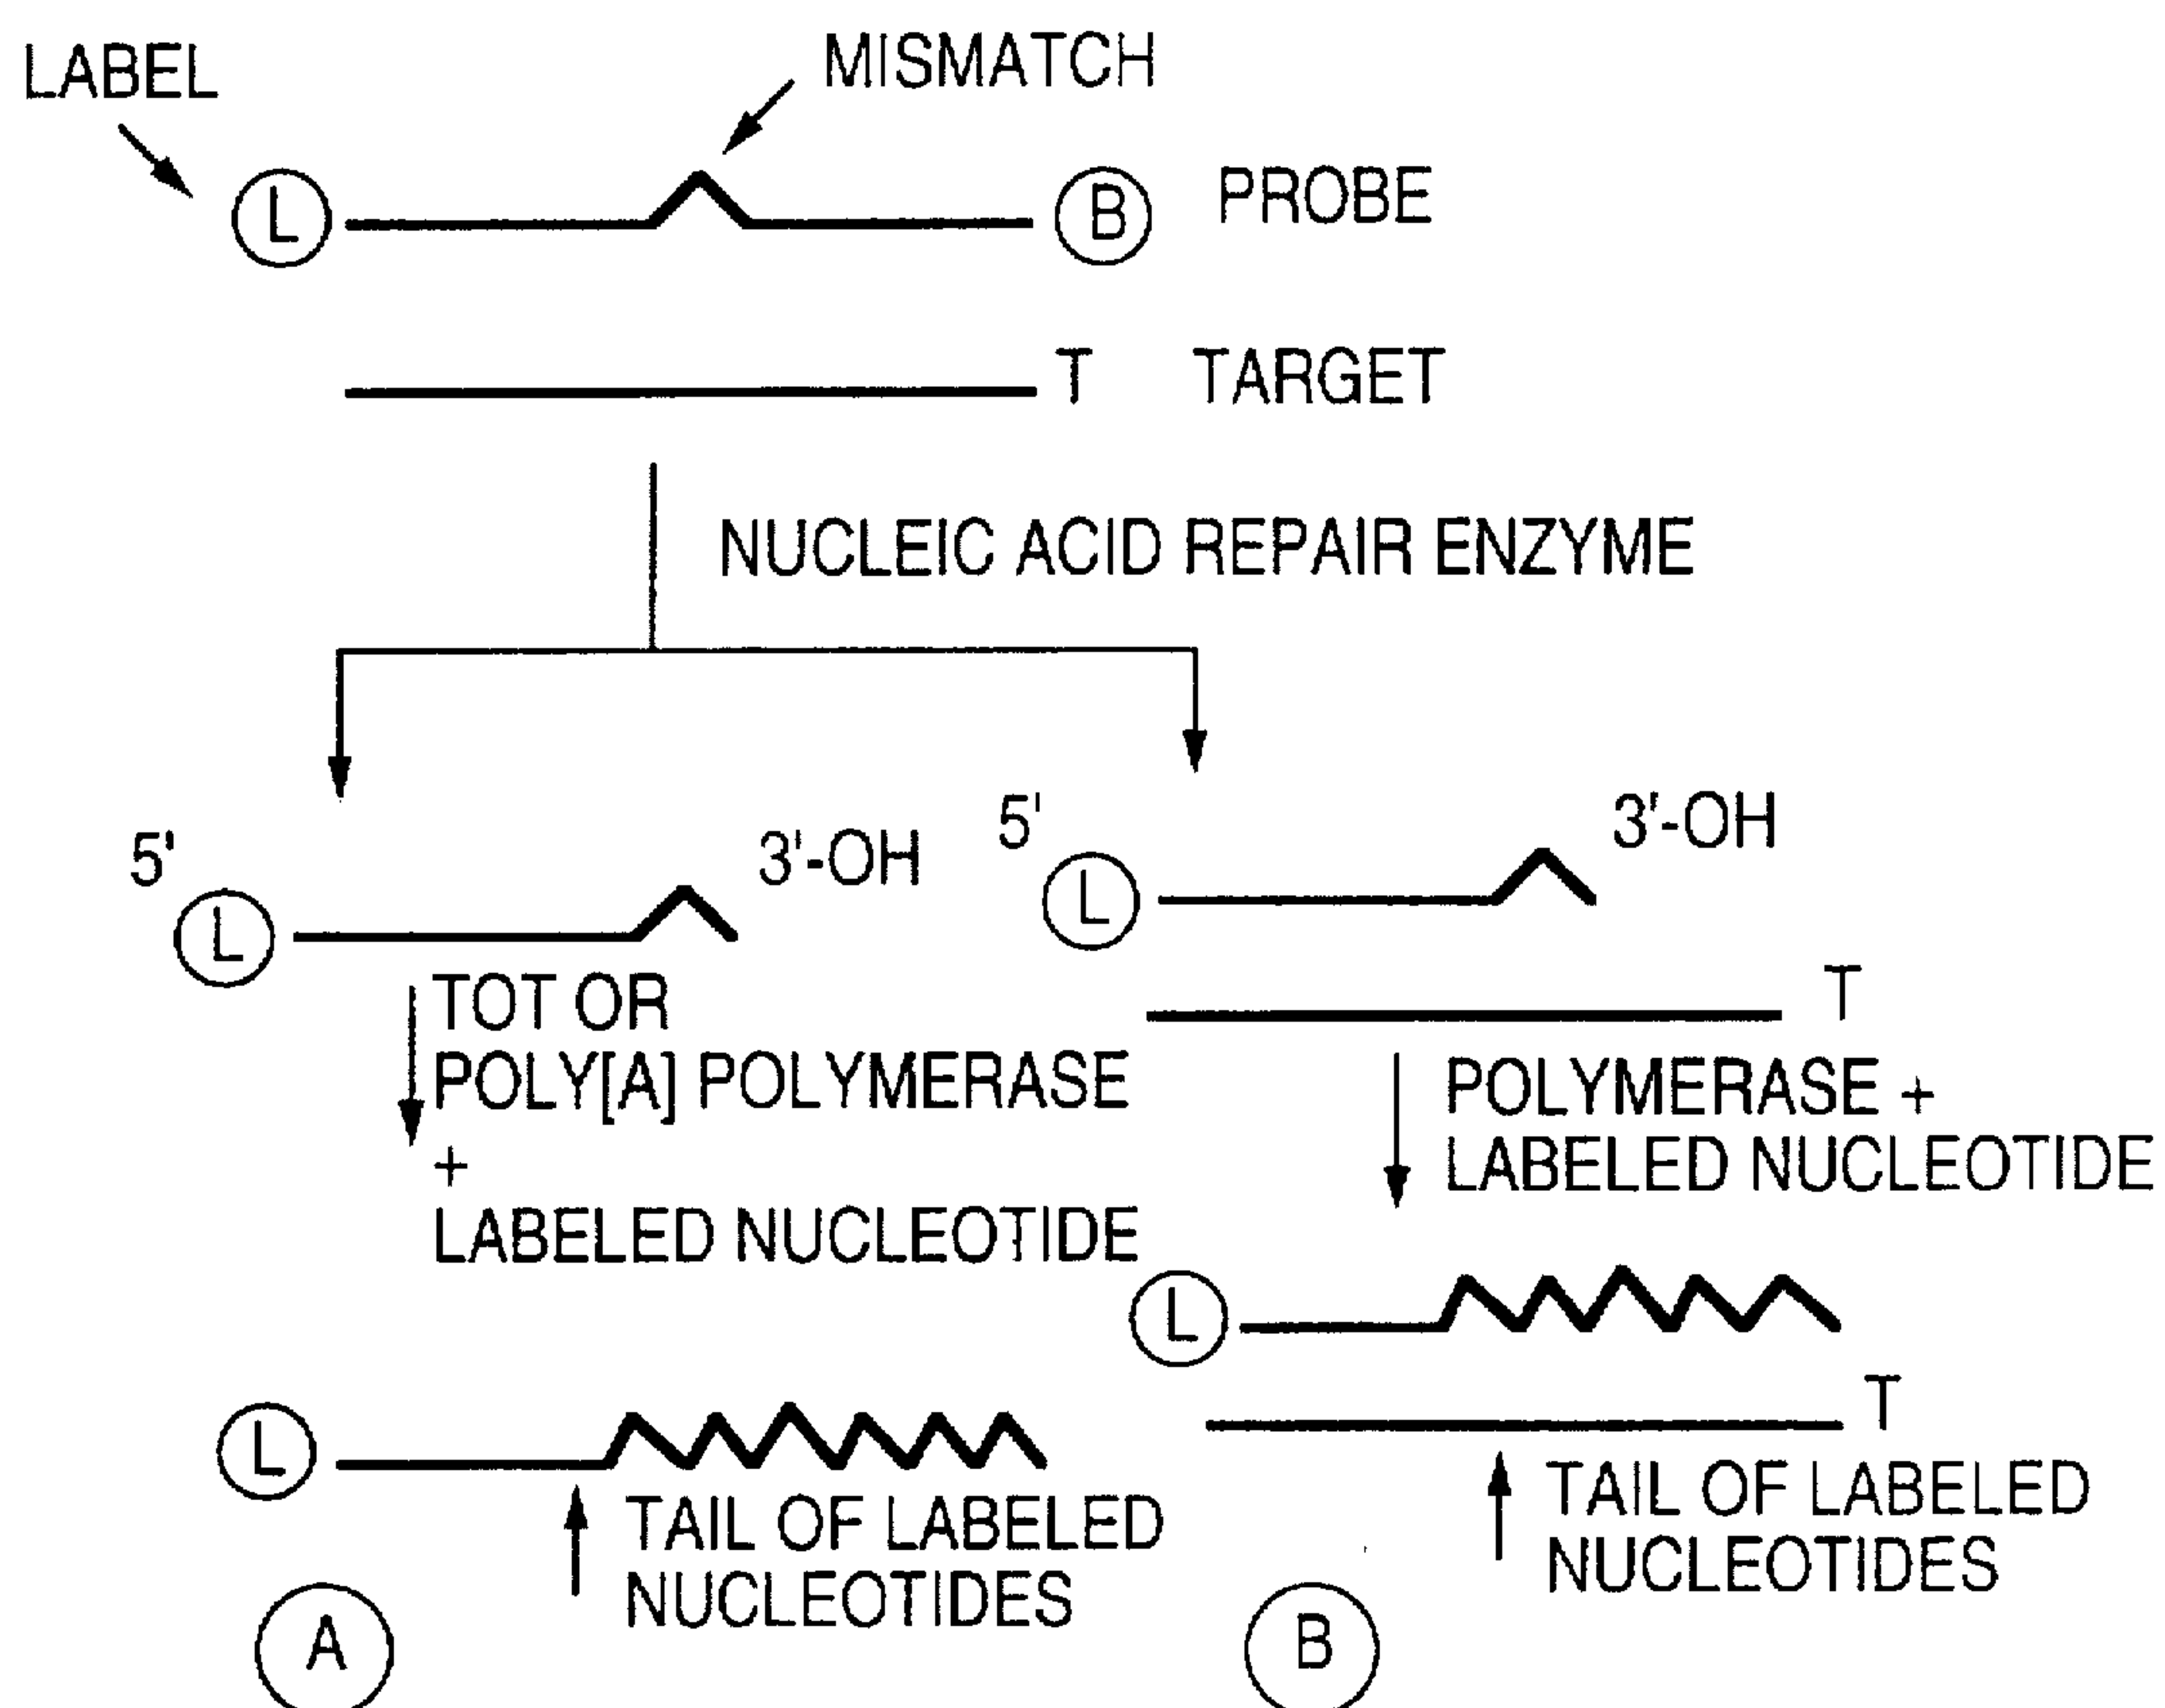 LABEL
MISMATCH
L
B
PROBE
T
TARGET
NUCLEIC ACID REPAIR ENZYME
5'
3'-OH
L
TOT OR
POLY[A] POLYMERASE
+
LABELED NUCLEOTIDE
5'
3'-OH
L
T
POLYMERASE +
LABELED NUCLEOTIDE
L
TAIL OF LABELED
NUCLEOTIDES
A
L
T
TAIL OF LABELED
NUCLEOTIDES
B